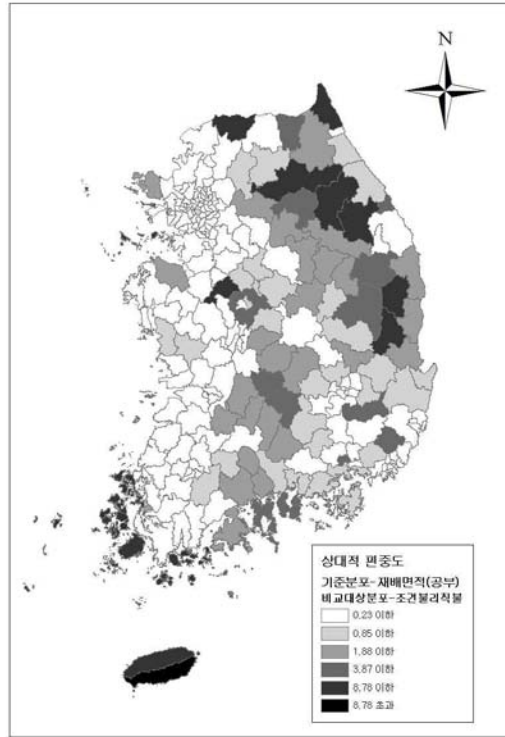 N
상대적 편중도
기준분포-재배면적(공부)
비교대상분포-조건불리직불
0,23 이하
0,85 이하
1,88 이하
3,87 이하
8,78 이하
8,78 초과